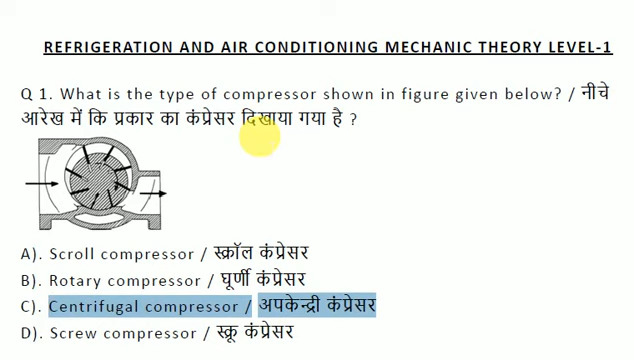 REFRIGERATION AND AIR CONDITIONING MECHANIC THEORY LEVEL-1
Q 1. What is the type of compressor shown in figure given below? / नीचे
आरेख में कि प्रकार का कंप्रेसर दिखाया गया है ?
A). Scroll compressor / स्क्रॉल कंप्रेसर
B). Rotary compressor / घूर्णी कंप्रेसर
C). Centrifugal compressor / अपकेन्द्री कंप्रेसर
D). Screw compressor / स्क्रू कंप्रेसर